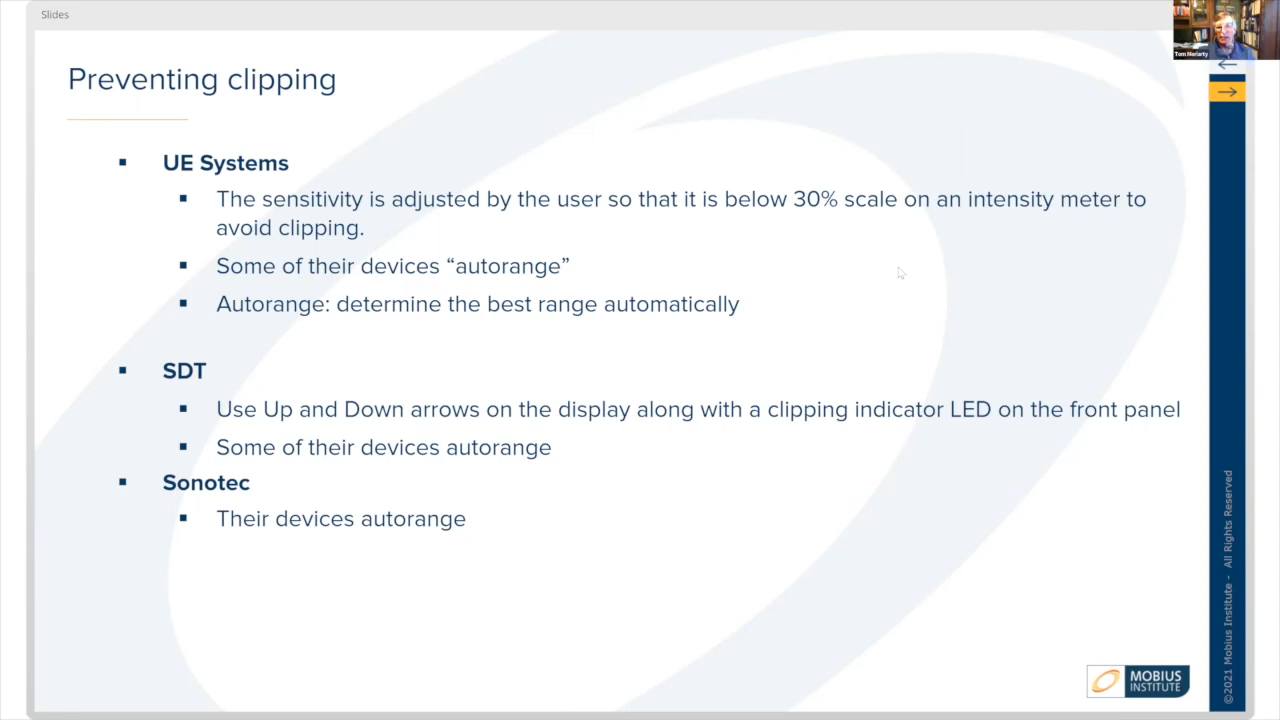 Slides
Tom Moriarty
Preventing clipping
▪ UE Systems
▪ The sensitivity is adjusted by the user so that it is below 30% scale on an intensity meter to
avoid clipping.
▪ Some of their devices “autorange”
▪ Autorange: determine the best range automatically
▪ SDT
▪ Use Up and Down arrows on the display along with a clipping indicator LED on the front panel
▪ Some of their devices autorange
▪ Sonotec
▪ Their devices autorange
©2021 Mobius Institute - All Rights Reserved
MOBIUS
INSTITUTE